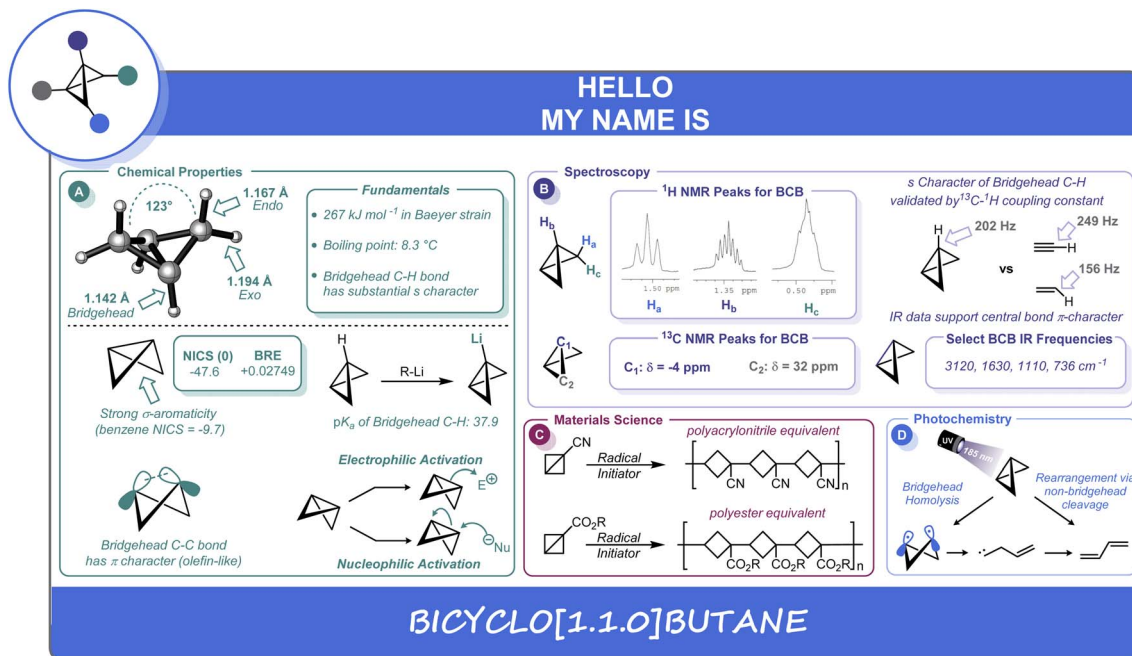 HELLO
MY NAME IS
A
Chemical Properties
123°
1.167 Å
Endo
1.194 Å
Exo
1.142 Å
Bridgehead
Fundamentals
• 267 kJ mol⁻¹ in Baeyer strain
• Boiling point: 8.3 °C
• Bridgehead C-H bond
has substantial s character
NICS (0) BRE
-47.6 +0.02749
Strong σ-aromaticity
(benzene NICS = -9.7)
H
R-Li
Li
pKa of Bridgehead C-H: 37.9
Bridgehead C-C bond
has π character (olefin-like)
Electrophilic Activation
E⊕
⊖Nu
Nucleophilic Activation
B
Spectroscopy
¹H NMR Peaks for BCB
Hb
Ha
Hc
1.50 ppm
1.35 ppm
0.50 ppm
Ha
Hb
Hc
C1
C2
¹³C NMR Peaks for BCB
C₁: δ = -4 ppm C₂: δ = 32 ppm
s Character of Bridgehead C-H
validated by¹³C-¹H coupling constant
H
202 Hz
vs
249 Hz
H
156 Hz
H
IR data support central bond π-character
Select BCB IR Frequencies
3120, 1630, 1110, 736 cm⁻¹
C
Materials Science
CN
Radical
Initiator
polyacrylonitrile equivalent
CN CN CN n
CO₂R
Radical
Initiator
polyester equivalent
CO₂R CO₂R CO₂R n
D
Photochemistry
UV
185 nm
Bridgehead
Homolysis
Rearrangement via
non-bridgehead
cleavage
BICYCLO[1.1.0]BUTANE